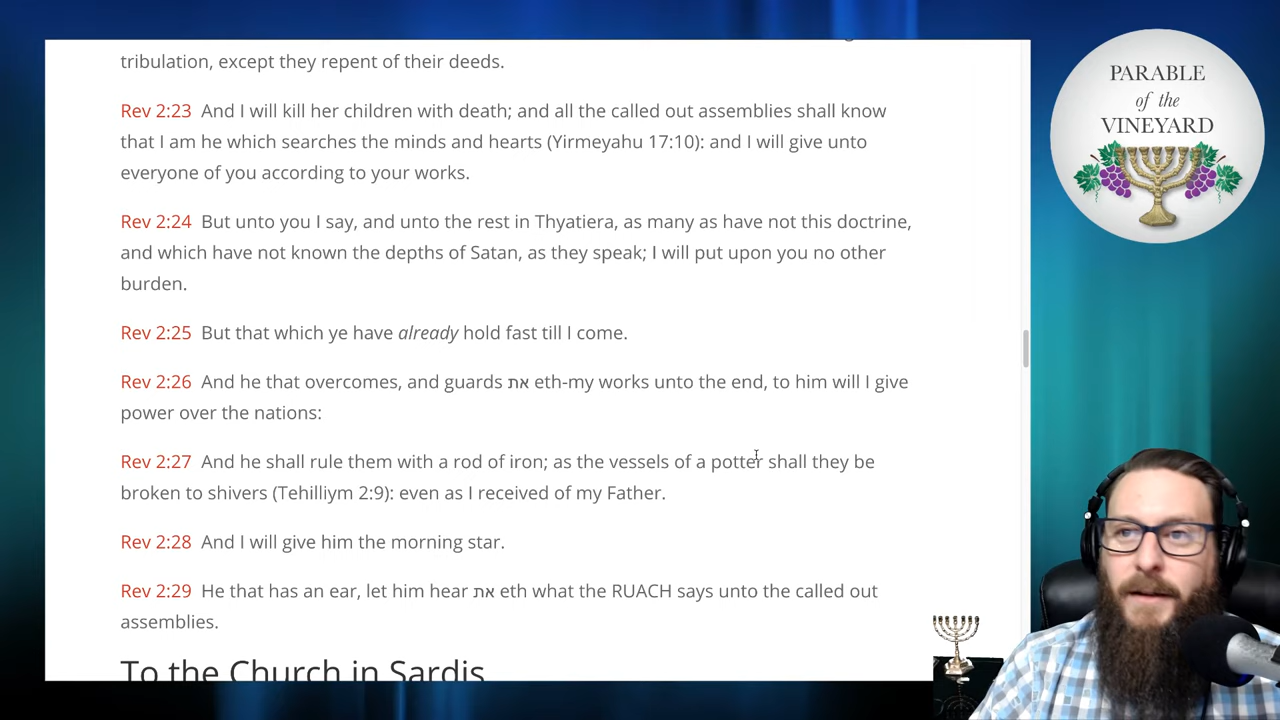 tribulation, except they repent of their deeds.
Rev 2:23 And I will kill her children with death; and all the called out assemblies shall know
that I am he which searches the minds and hearts (Yirmeyahu 17:10): and I will give unto
everyone of you according to your works.
Rev 2:24 But unto you I say, and unto the rest in Thyatiera, as many as have not this doctrine,
and which have not known the depths of Satan, as they speak; I will put upon you no other
burden.
Rev 2:25 But that which ye have already hold fast till I come.
Rev 2:26 And he that overcomes, and guards את eth-my works unto the end, to him will I give
power over the nations:
Rev 2:27 And he shall rule them with a rod of iron; as the vessels of a potter shall they be
broken to shivers (Tehilliym 2:9): even as I received of my Father.
Rev 2:28 And I will give him the morning star.
Rev 2:29 He that has an ear, let him hear את eth what the RUACH says unto the called out
assemblies.
To the Church in Sardis
PARABLE
of the
VINEYARD